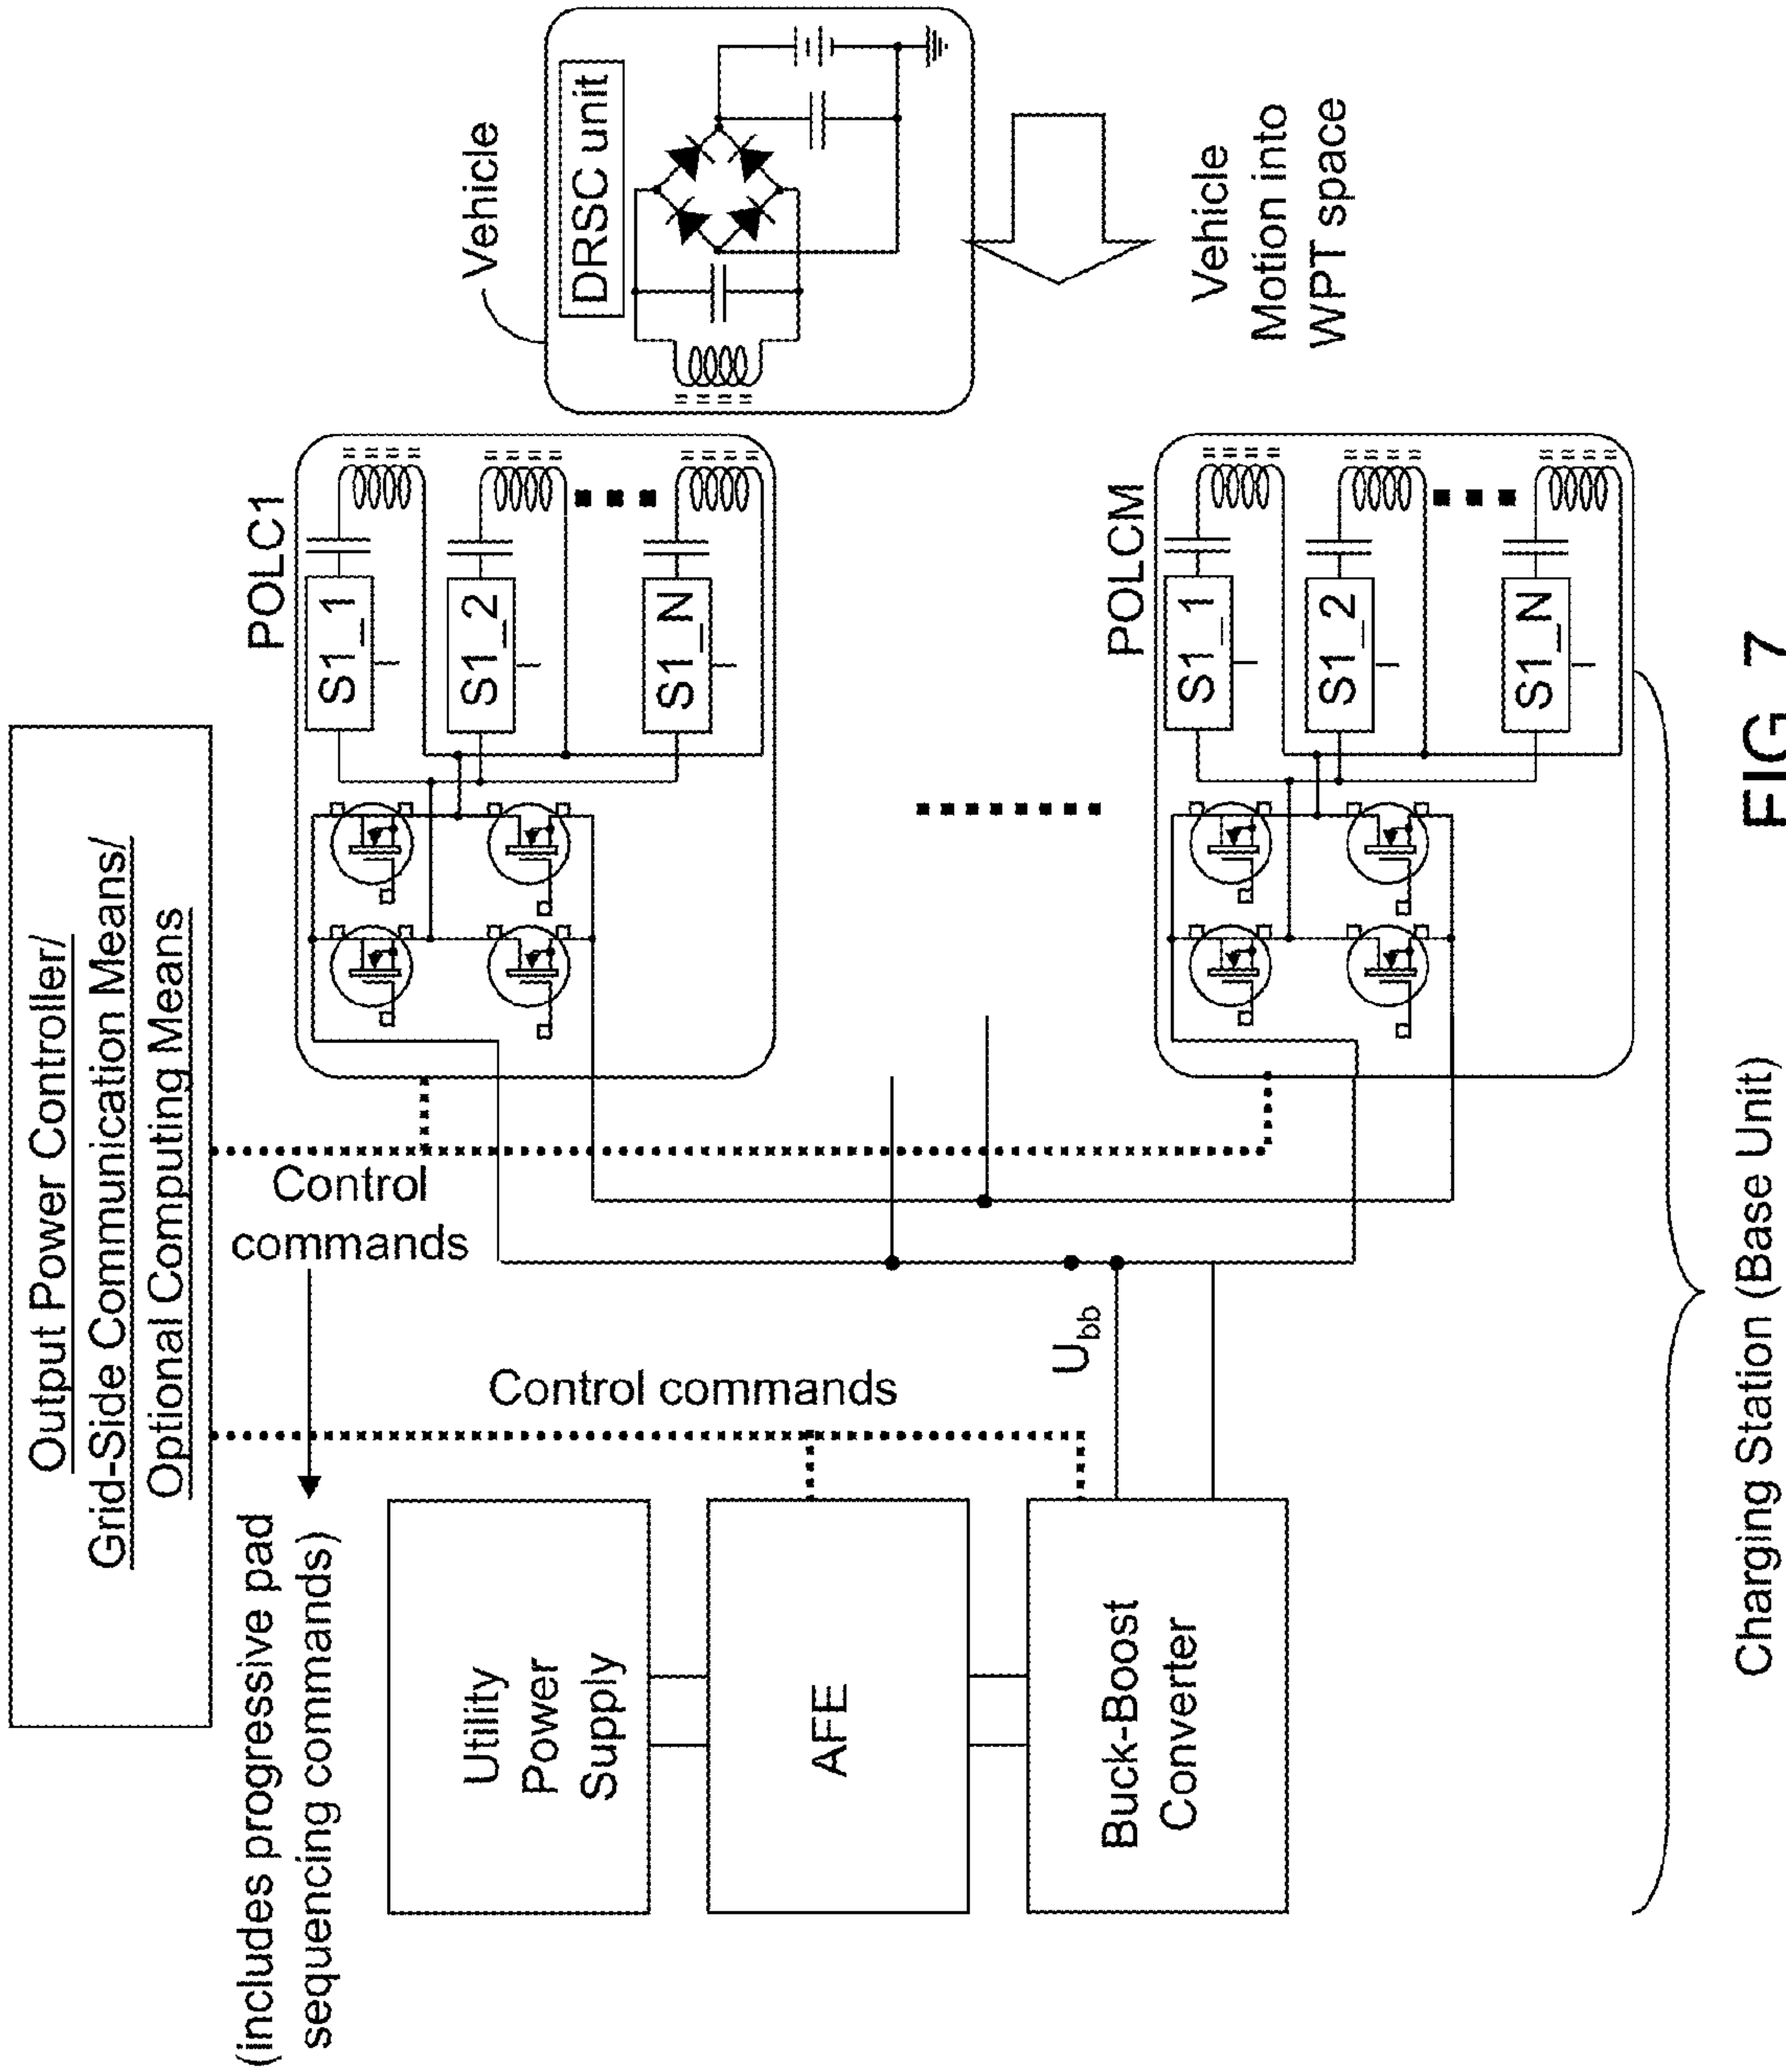 Output Power Controller/
Grid-Side Communication Means/
Optional Computing Means
(includes progressive pad
sequencing commands)
Control
commands
Control commands
Utility
Power
Supply
AFE
Buck-Boost
Converter
Ubb
POLC1
S1_1
S1_2
S1_N
POLCM
S1_1
S1_2
S1_N
Vehicle
DRSC unit
Vehicle
Motion into
WPT space
Charging Station (Base Unit)
FIG. 7